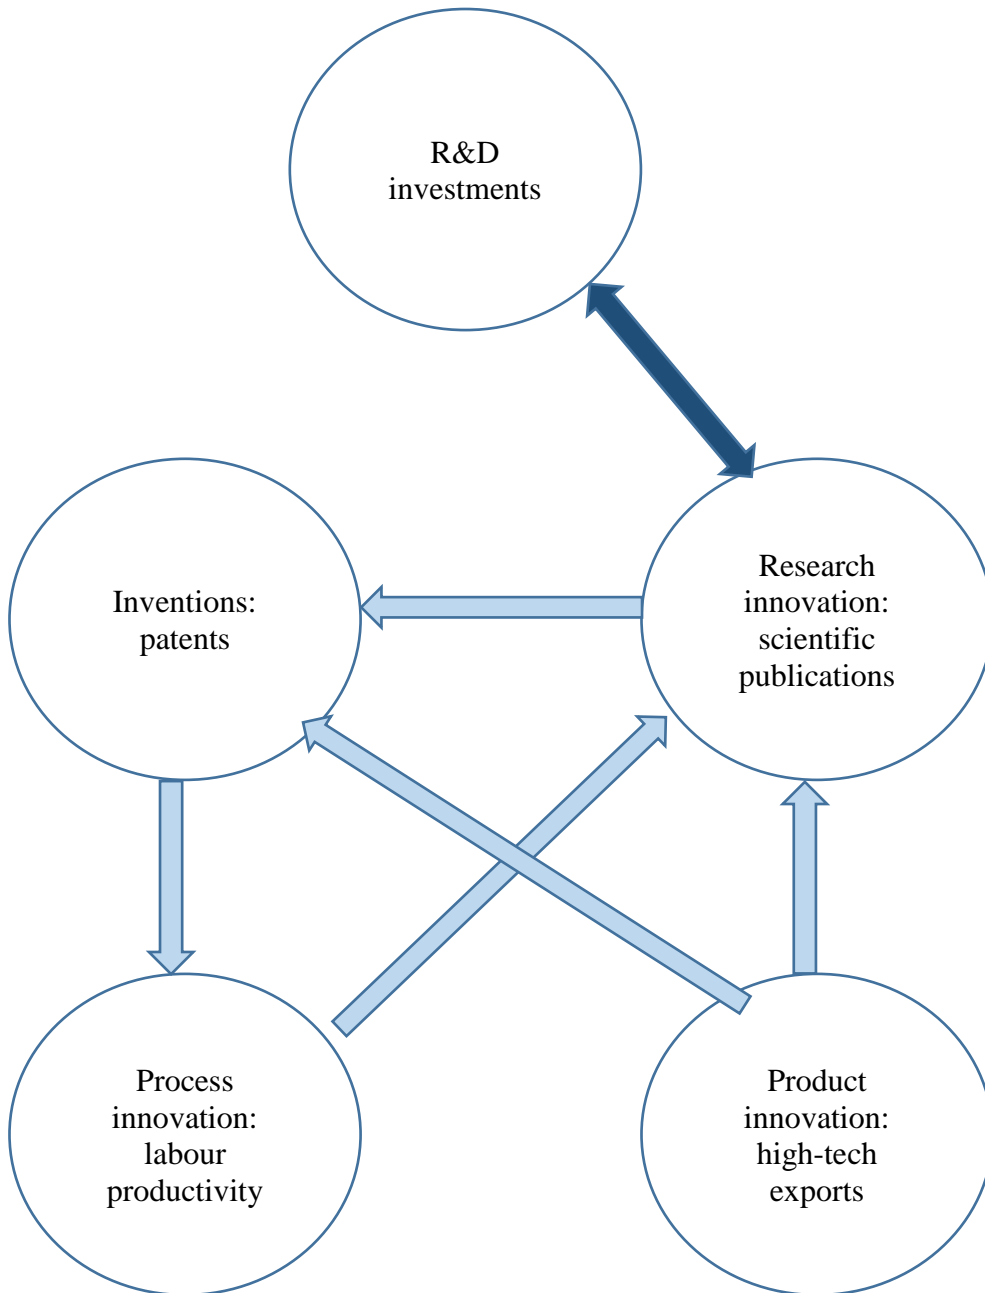 R&D
investments
Inventions:
patents
Research
innovation:
scientific
publications
Process
innovation:
labour
productivity
Product
innovation:
high-tech
exports